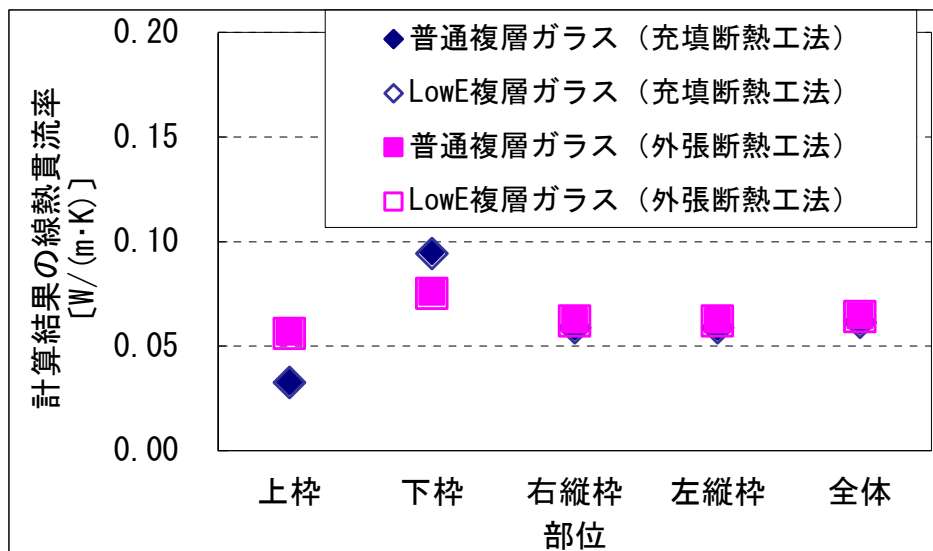 普通複層ガラス（充填断熱工法）
LowE複層ガラス（充填断熱工法）
普通複層ガラス（外張断熱工法）
LowE複層ガラス（外張断熱工法）
計算結果の線熱貫流率
[W/(m·K)]
0.20
0.15
0.10
0.05
0.00
上枠 下枠 右縦枠 左縦枠 全体
部位